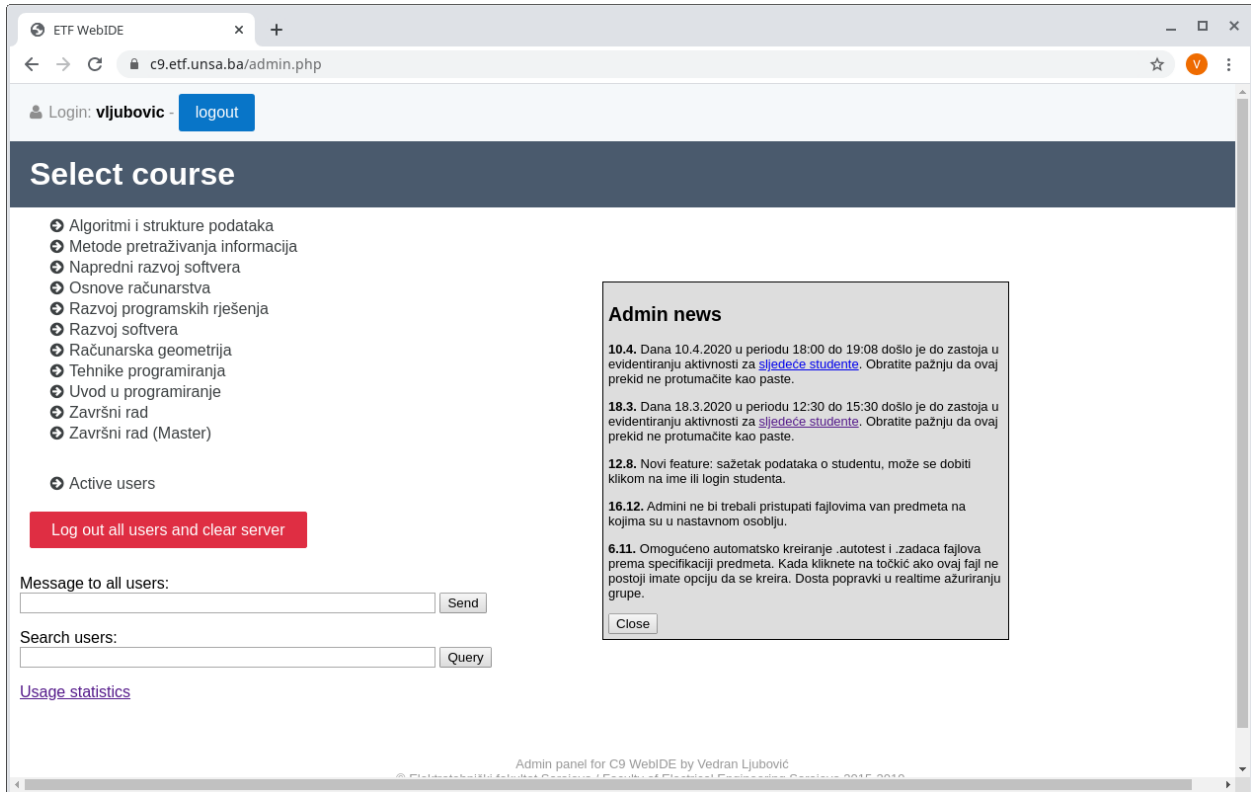 ETF WebIDE
c9.etf.unsa.ba/admin.php
V
Login: vljubovic - logout
Select course
Algoritmi i strukture podataka
Metode pretraživanja informacija
Napredni razvoj softvera
Osnove računarstva
Razvoj programskih rješenja
Razvoj softvera
Računarska geometrija
Tehnike programiranja
Uvod u programiranje
Završni rad
Završni rad (Master)
Active users
Log out all users and clear server
Message to all users:
Send
Search users:
Query
Usage statistics
Admin news
10.4. Dana 10.4.2020 u periodu 18:00 do 19:08 došlo je do zastoja u
evidentiranju aktivnosti za sljedeće studente. Obratite pažnju da ovaj
prekid ne protumačite kao paste.
18.3. Dana 18.3.2020 u periodu 12:30 do 15:30 došlo je do zastoja u
evidentiranju aktivnosti za sljedeće studente. Obratite pažnju da ovaj
prekid ne protumačite kao paste.
12.8. Novi feature: sažetak podataka o studentu, može se dobiti
klikom na ime ili login studenta.
16.12. Admini ne bi trebali pristupati fajlovima van predmeta na
kojima su u nastavnom osoblju.
6.11. Omogućeno automatsko kreiranje .autotest i .zadaca fajlova
prema specifikaciji predmeta. Kada kliknete na točkić ako ovaj fajl ne
postoji imate opciju da se kreira. Dosta popravki u realtime ažuriranju
grupe.
Close
Admin panel for C9 WebIDE by Vedran Ljubović
© Elektrotehnički fakultet Sarajevo / Faculty of Electrical Engineering Sarajevo 2015-2019